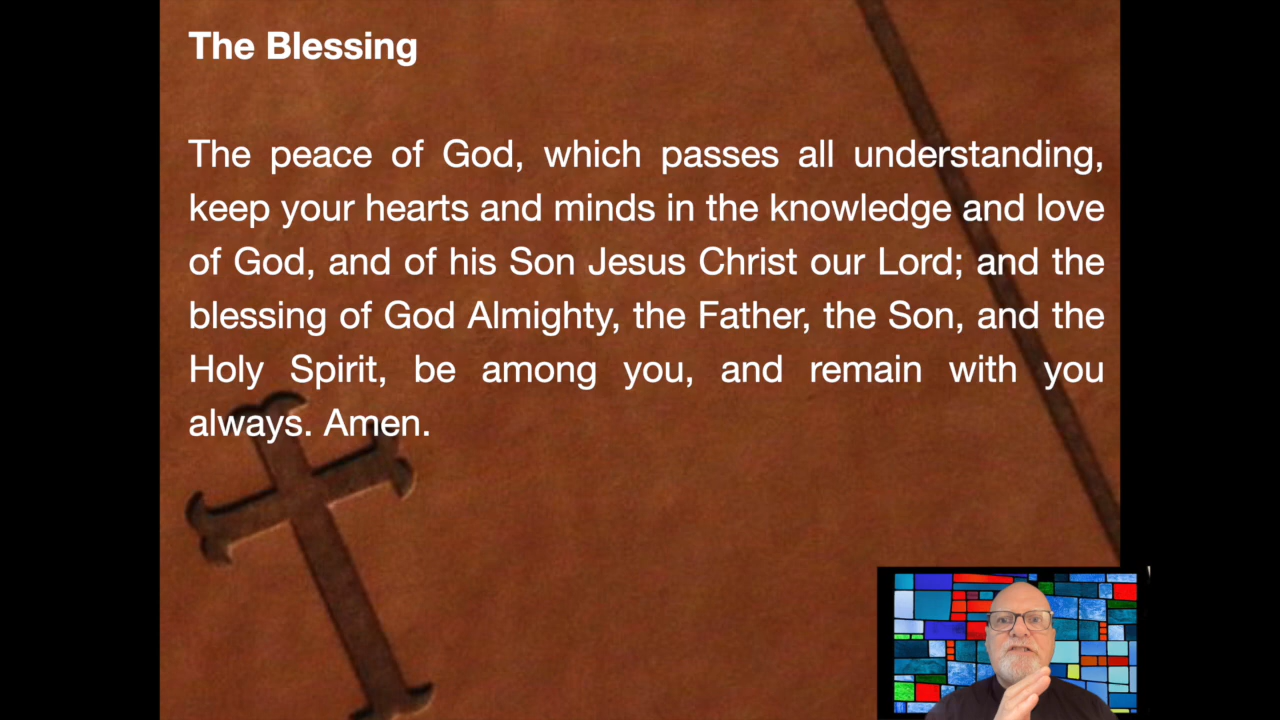 The Blessing
The peace of God, which passes all understanding,
keep your hearts and minds in the knowledge and love
of God, and of his Son Jesus Christ our Lord; and the
blessing of God Almighty, the Father, the Son, and the
Holy Spirit, be among you, and remain with you
always. Amen.